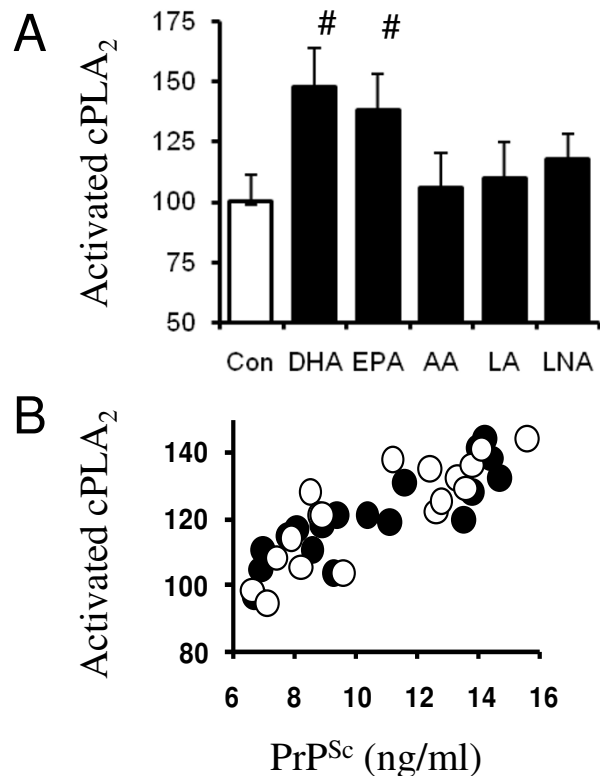 A
Activated cPLA₂
175
150
125
100
75
50
# #
Con DHA EPA AA LA LNA
B
Activated cPLA₂
140
120
100
80
6 8 10 12 14 16
PrPˢᶜ (ng/ml)